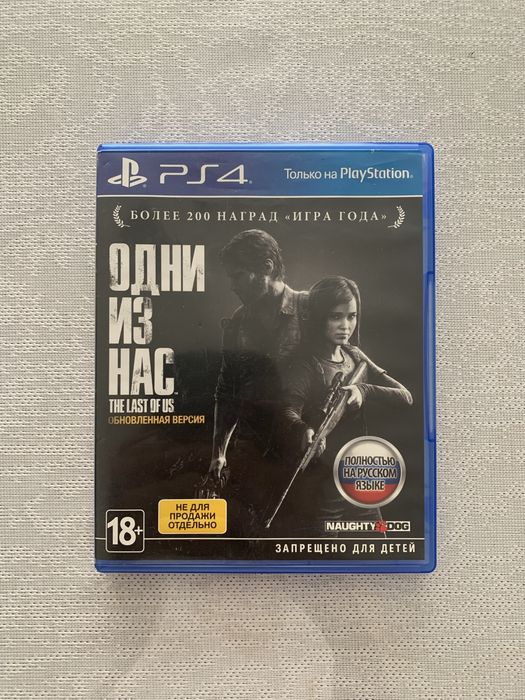 PS4
Только на PlayStation
БОЛЕЕ 200 НАГРАД «ИГРА ГОДА»
ОДНИ
ИЗ
НАС
THE LAST OF US
ОБНОВЛЕННАЯ ВЕРСИЯ
ПОЛНОСТЬЮ
НА РУССКОМ
ЯЗЫКЕ
НЕ ДЛЯ
ПРОДАЖИ
ОТДЕЛЬНО
18+
NAUGHTY DOG
ЗАПРЕЩЕНО ДЛЯ ДЕТЕЙ